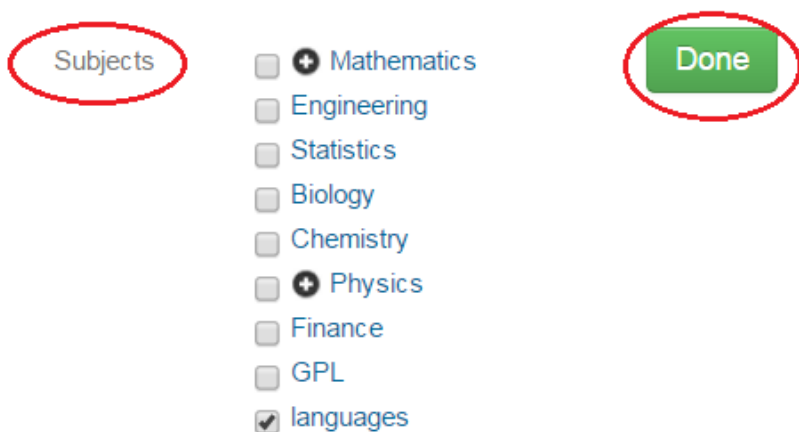 Subjects Mathematics Done
Engineering
Statistics
Biology
Chemistry
Physics
Finance
GPL
languages